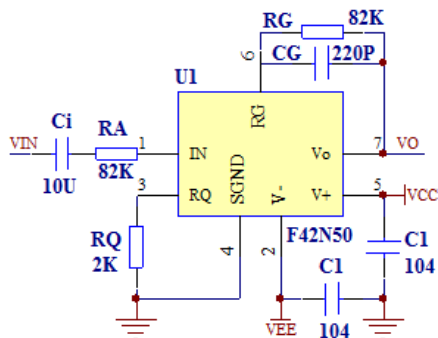 RG 82K
6 CG 220P
U1
Ci RA
VIN 1 IN RG Vo 7 VO
10U 82K
3 RQ SGND V- V+ 5 VCC
RQ 4 2 F42N50 C1
2K C1 104
VEE 104